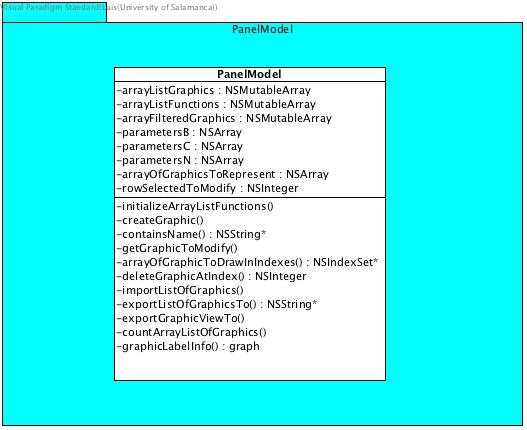 Visual Paradigm Standard(Luis(University of Salamanca))
PanelModel
PanelModel
-arrayListGraphics : NSMutableArray
-arrayListFunctions : NSMutableArray
-arrayFilteredGraphics : NSMutableArray
-parametersB : NSArray
-parametersC : NSArray
-parametersN : NSArray
-arrayOfGraphicsToRepresent : NSArray
-rowSelectedToModify : NSInteger
-initializeArrayListFunctions()
-createGraphic()
-containsName() : NSString*
-getGraphicToModify()
-arrayOfGraphicToDrawInIndexes() : NSIndexSet*
-deleteGraphicAtIndex() : NSInteger
-importListOfGraphics()
-exportListOfGraphicsTo() : NSString*
-exportGraphicViewTo()
-countArrayListOfGraphics()
-graphicLabelInfo() : graph